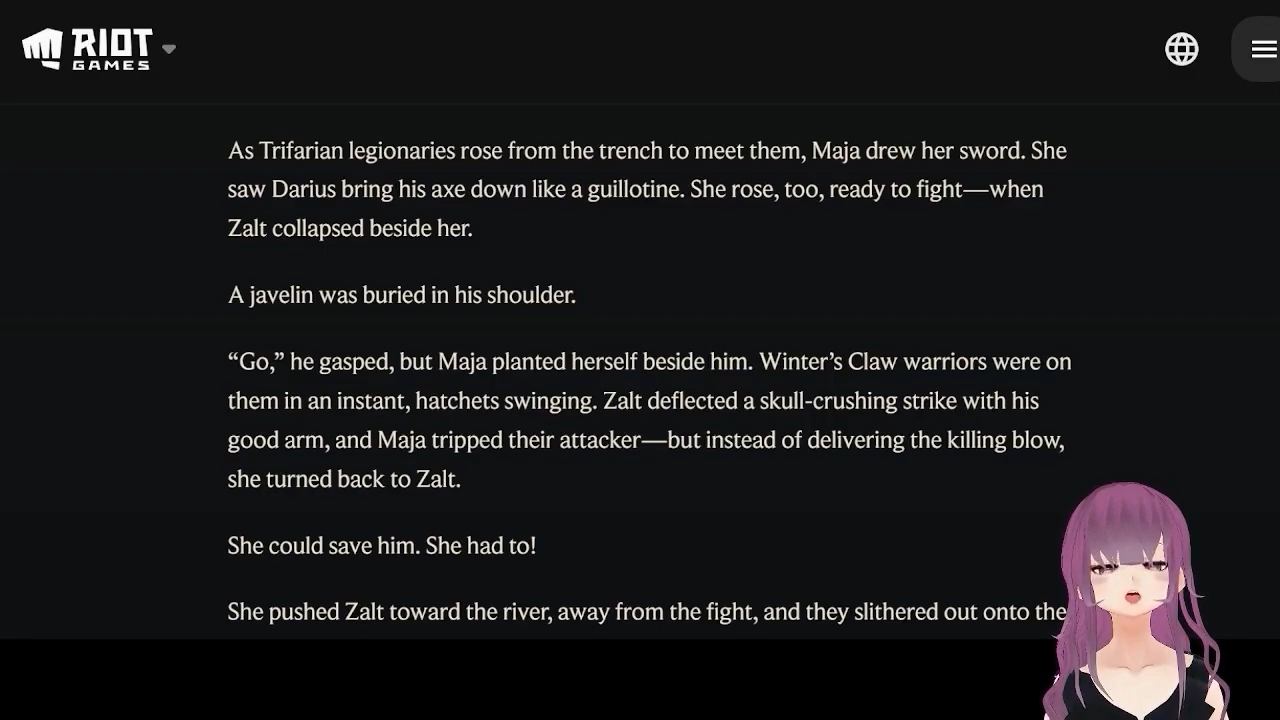 RIOT
GAMES
As Trifarian legionaries rose from the trench to meet them, Maja drew her sword. She
saw Darius bring his axe down like a guillotine. She rose, too, ready to fight—when
Zalt collapsed beside her.
A javelin was buried in his shoulder.
“Go,” he gasped, but Maja planted herself beside him. Winter’s Claw warriors were on
them in an instant, hatchets swinging. Zalt deflected a skull-crushing strike with his
good arm, and Maja tripped their attacker—but instead of delivering the killing blow,
she turned back to Zalt.
She could save him. She had to!
She pushed Zalt toward the river, away from the fight, and they slithered out onto the